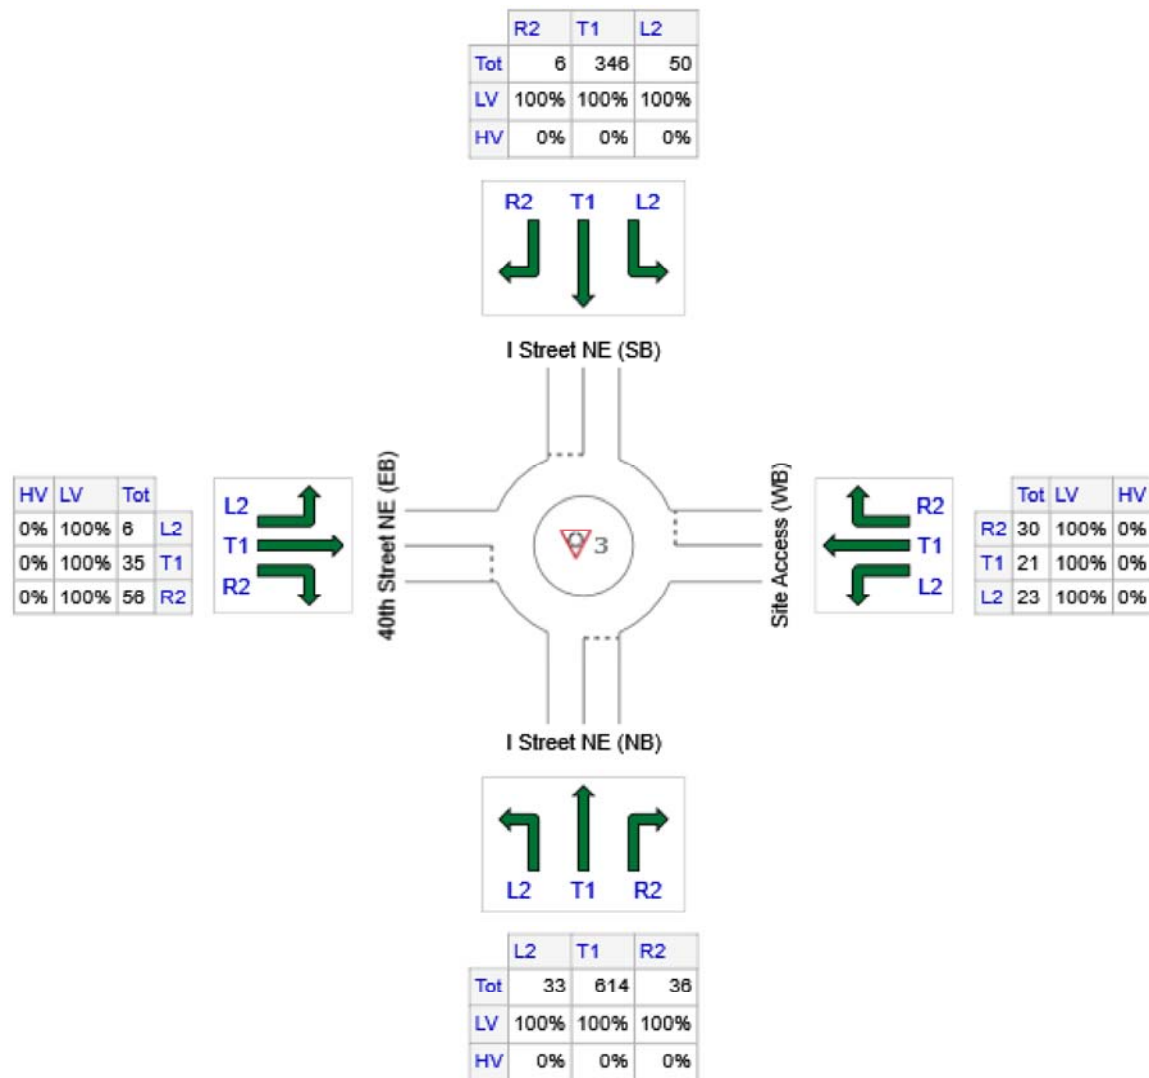 R2 T1 L2
Tot 6 346 50
LV 100% 100% 100%
HV 0% 0% 0%
R2 T1 L2
I Street NE (SB)
HV LV Tot
0% 100% 6 L2
0% 100% 35 T1
0% 100% 56 R2
L2
T1
R2
40th Street NE (EB)
3
Site Access (WB)
R2
T1
L2
Tot LV HV
R2 30 100% 0%
T1 21 100% 0%
L2 23 100% 0%
I Street NE (NB)
L2 T1 R2
L2 T1 R2
Tot 33 614 36
LV 100% 100% 100%
HV 0% 0% 0%